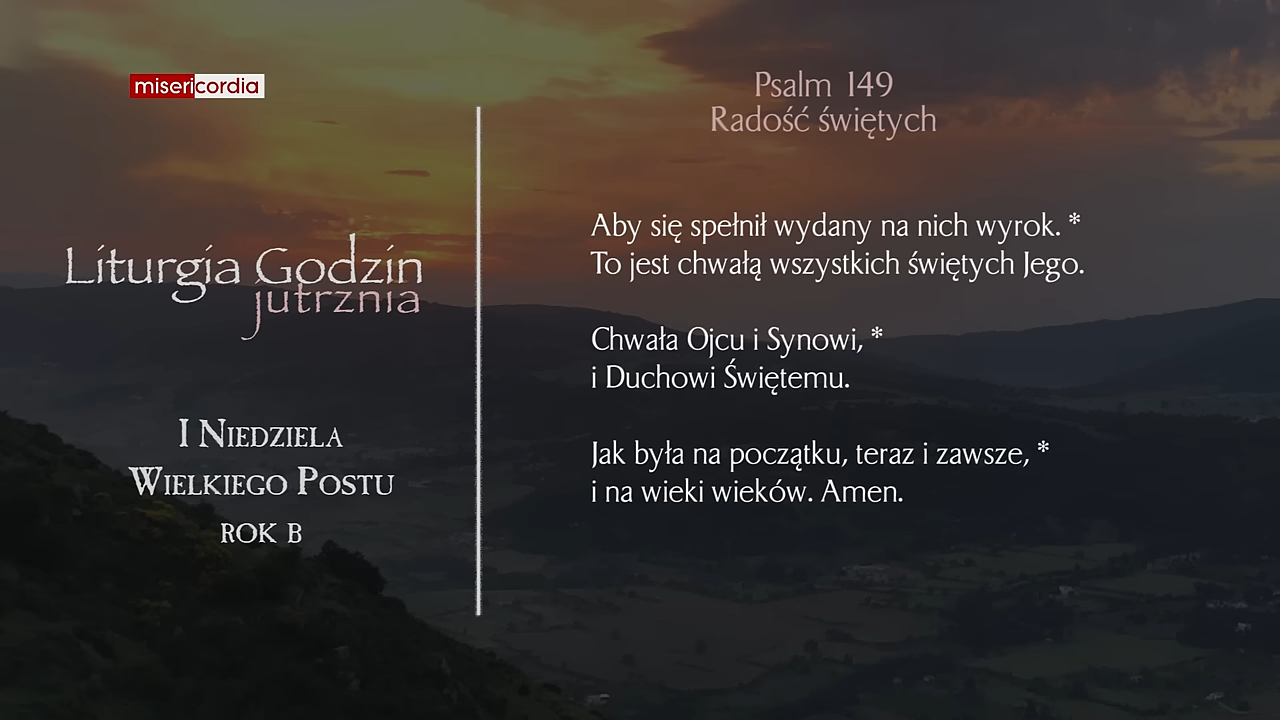 misericordia
Liturgia Godzin
jutrznia
I Niedziela
Wielkiego Postu
rok B
Psalm 149
Radość świętych
Aby się spełnił wydany na nich wyrok. *
To jest chwałą wszystkich świętych Jego.
Chwała Ojcu i Synowi, *
i Duchowi Świętemu.
Jak była na początku, teraz i zawsze, *
i na wieki wieków. Amen.